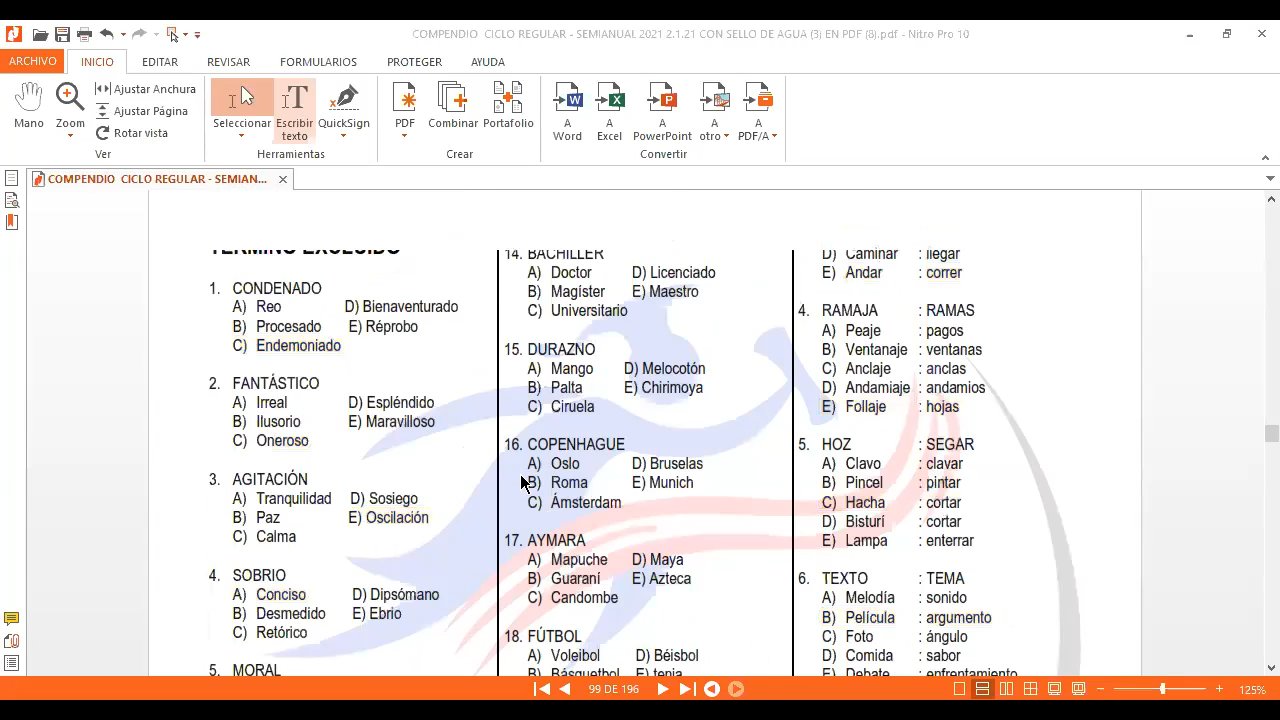 COMPENDIO CICLO REGULAR - SEMIANUAL 2021 2.1.21 CON SELLO DE AGUA (3) EN PDF (8).pdf - Nitro Pro 10
ARCHIVO INICIO EDITAR REVISAR FORMULARIOS PROTEGER AYUDA
Mano
Zoom
Ajustar Anchura
Ajustar Página
Rotar vista
Ver
Seleccionar
Escribir
texto
QuickSign
Herramientas
PDF
Combinar
Portafolio
Crear
A
Word
A
Excel
A
PowerPoint
A
otro
A
PDF/A
Convertir
COMPENDIO CICLO REGULAR - SEMIAN...
TÉRMINO EXCLUIDO
1. CONDENADO
A) Reo D) Bienaventurado
B) Procesado E) Réprobo
C) Endemoniado
2. FANTÁSTICO
A) Irreal D) Espléndido
B) Ilusorio E) Maravilloso
C) Oneroso
3. AGITACIÓN
A) Tranquilidad D) Sosiego
B) Paz E) Oscilación
C) Calma
4. SOBRIO
A) Conciso D) Dipsómano
B) Desmedido E) Ebrio
C) Retórico
5. MORAL
14. BACHILLER
A) Doctor D) Licenciado
B) Magíster E) Maestro
C) Universitario
15. DURAZNO
A) Mango D) Melocotón
B) Palta E) Chirimoya
C) Ciruela
16. COPENHAGUE
A) Oslo D) Bruselas
B) Roma E) Munich
C) Ámsterdam
17. AYMARA
A) Mapuche D) Maya
B) Guaraní E) Azteca
C) Candombe
18. FÚTBOL
A) Voleibol D) Béisbol
B) Básquetbol E) tenia
D) Caminar : llegar
E) Andar : correr
4. RAMAJA : RAMAS
A) Peaje : pagos
B) Ventanaje : ventanas
C) Anclaje : anclas
D) Andamiaje : andamios
E) Follaje : hojas
5. HOZ : SEGAR
A) Clavo : clavar
B) Pincel : pintar
C) Hacha : cortar
D) Bisturí : cortar
E) Lampa : enterrar
6. TEXTO : TEMA
A) Melodía : sonido
B) Película : argumento
C) Foto : ángulo
D) Comida : sabor
E) Debate : enfrentamiento
99 DE 196
125%